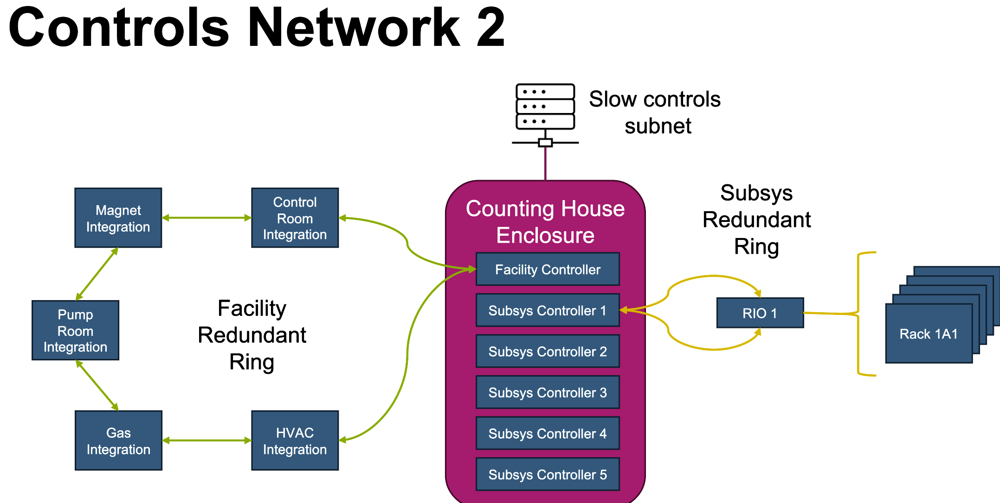 Controls Network 2
Slow controls
subnet
Magnet
Integration
Control
Room
Integration
Pump
Room
Integration
Facility
Redundant
Ring
Gas
Integration
HVAC
Integration
Counting House
Enclosure
Facility Controller
Subsys Controller 1
Subsys Controller 2
Subsys Controller 3
Subsys Controller 4
Subsys Controller 5
Subsys
Redundant
Ring
RIO 1
Rack 1A1